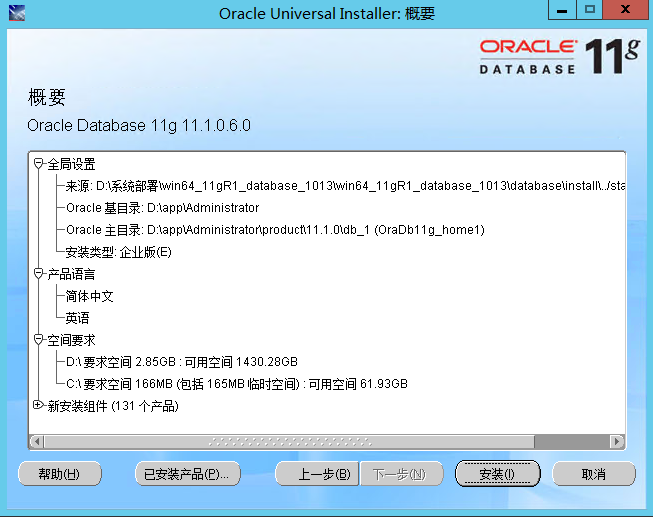 Oracle Universal Installer: 概要
ORACLE
DATABASE 11g
概要
Oracle Database 11g 11.1.0.6.0
全局设置
来源: D:\系统部署\win64_11gR1_database_1013\win64_11gR1_database_1013\database\install\../sta
Oracle 基目录: D:\app\Administrator
Oracle 主目录: D:\app\Administrator\product\11.1.0\db_1 (OraDb11g_home1)
安装类型: 企业版(E)
产品语言
简体中文
英语
空间要求
D:\ 要求空间 2.85GB : 可用空间 1430.28GB
C:\ 要求空间 166MB (包括 165MB 临时空间) : 可用空间 61.93GB
新安装组件 (131 个产品)
帮助(H) 已安装产品(P)... 上一步(B) 下一步(N) 安装(I) 取消